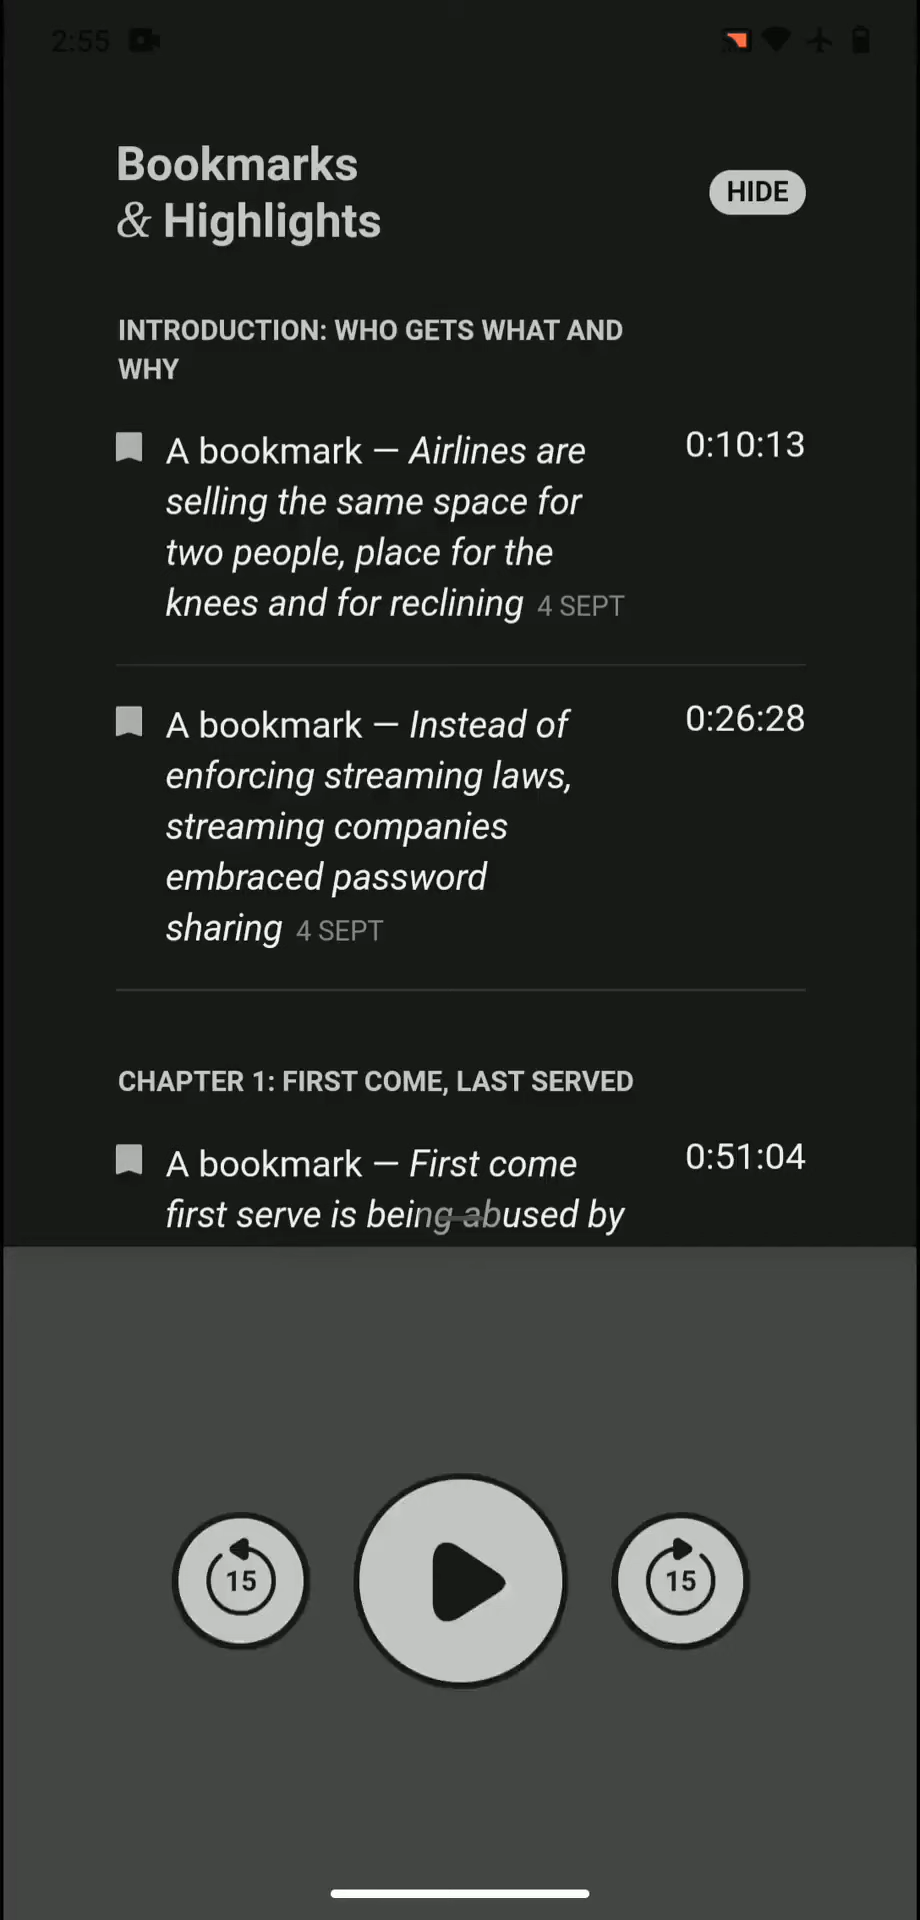 2:55
Bookmarks
& Highlights
HIDE
INTRODUCTION: WHO GETS WHAT AND
WHY
A bookmark — Airlines are
selling the same space for
two people, place for the
knees and for reclining 4 SEPT
0:10:13
A bookmark — Instead of
enforcing streaming laws,
streaming companies
embraced password
sharing 4 SEPT
0:26:28
CHAPTER 1: FIRST COME, LAST SERVED
A bookmark — First come
first serve is being abused by
0:51:04
15
15